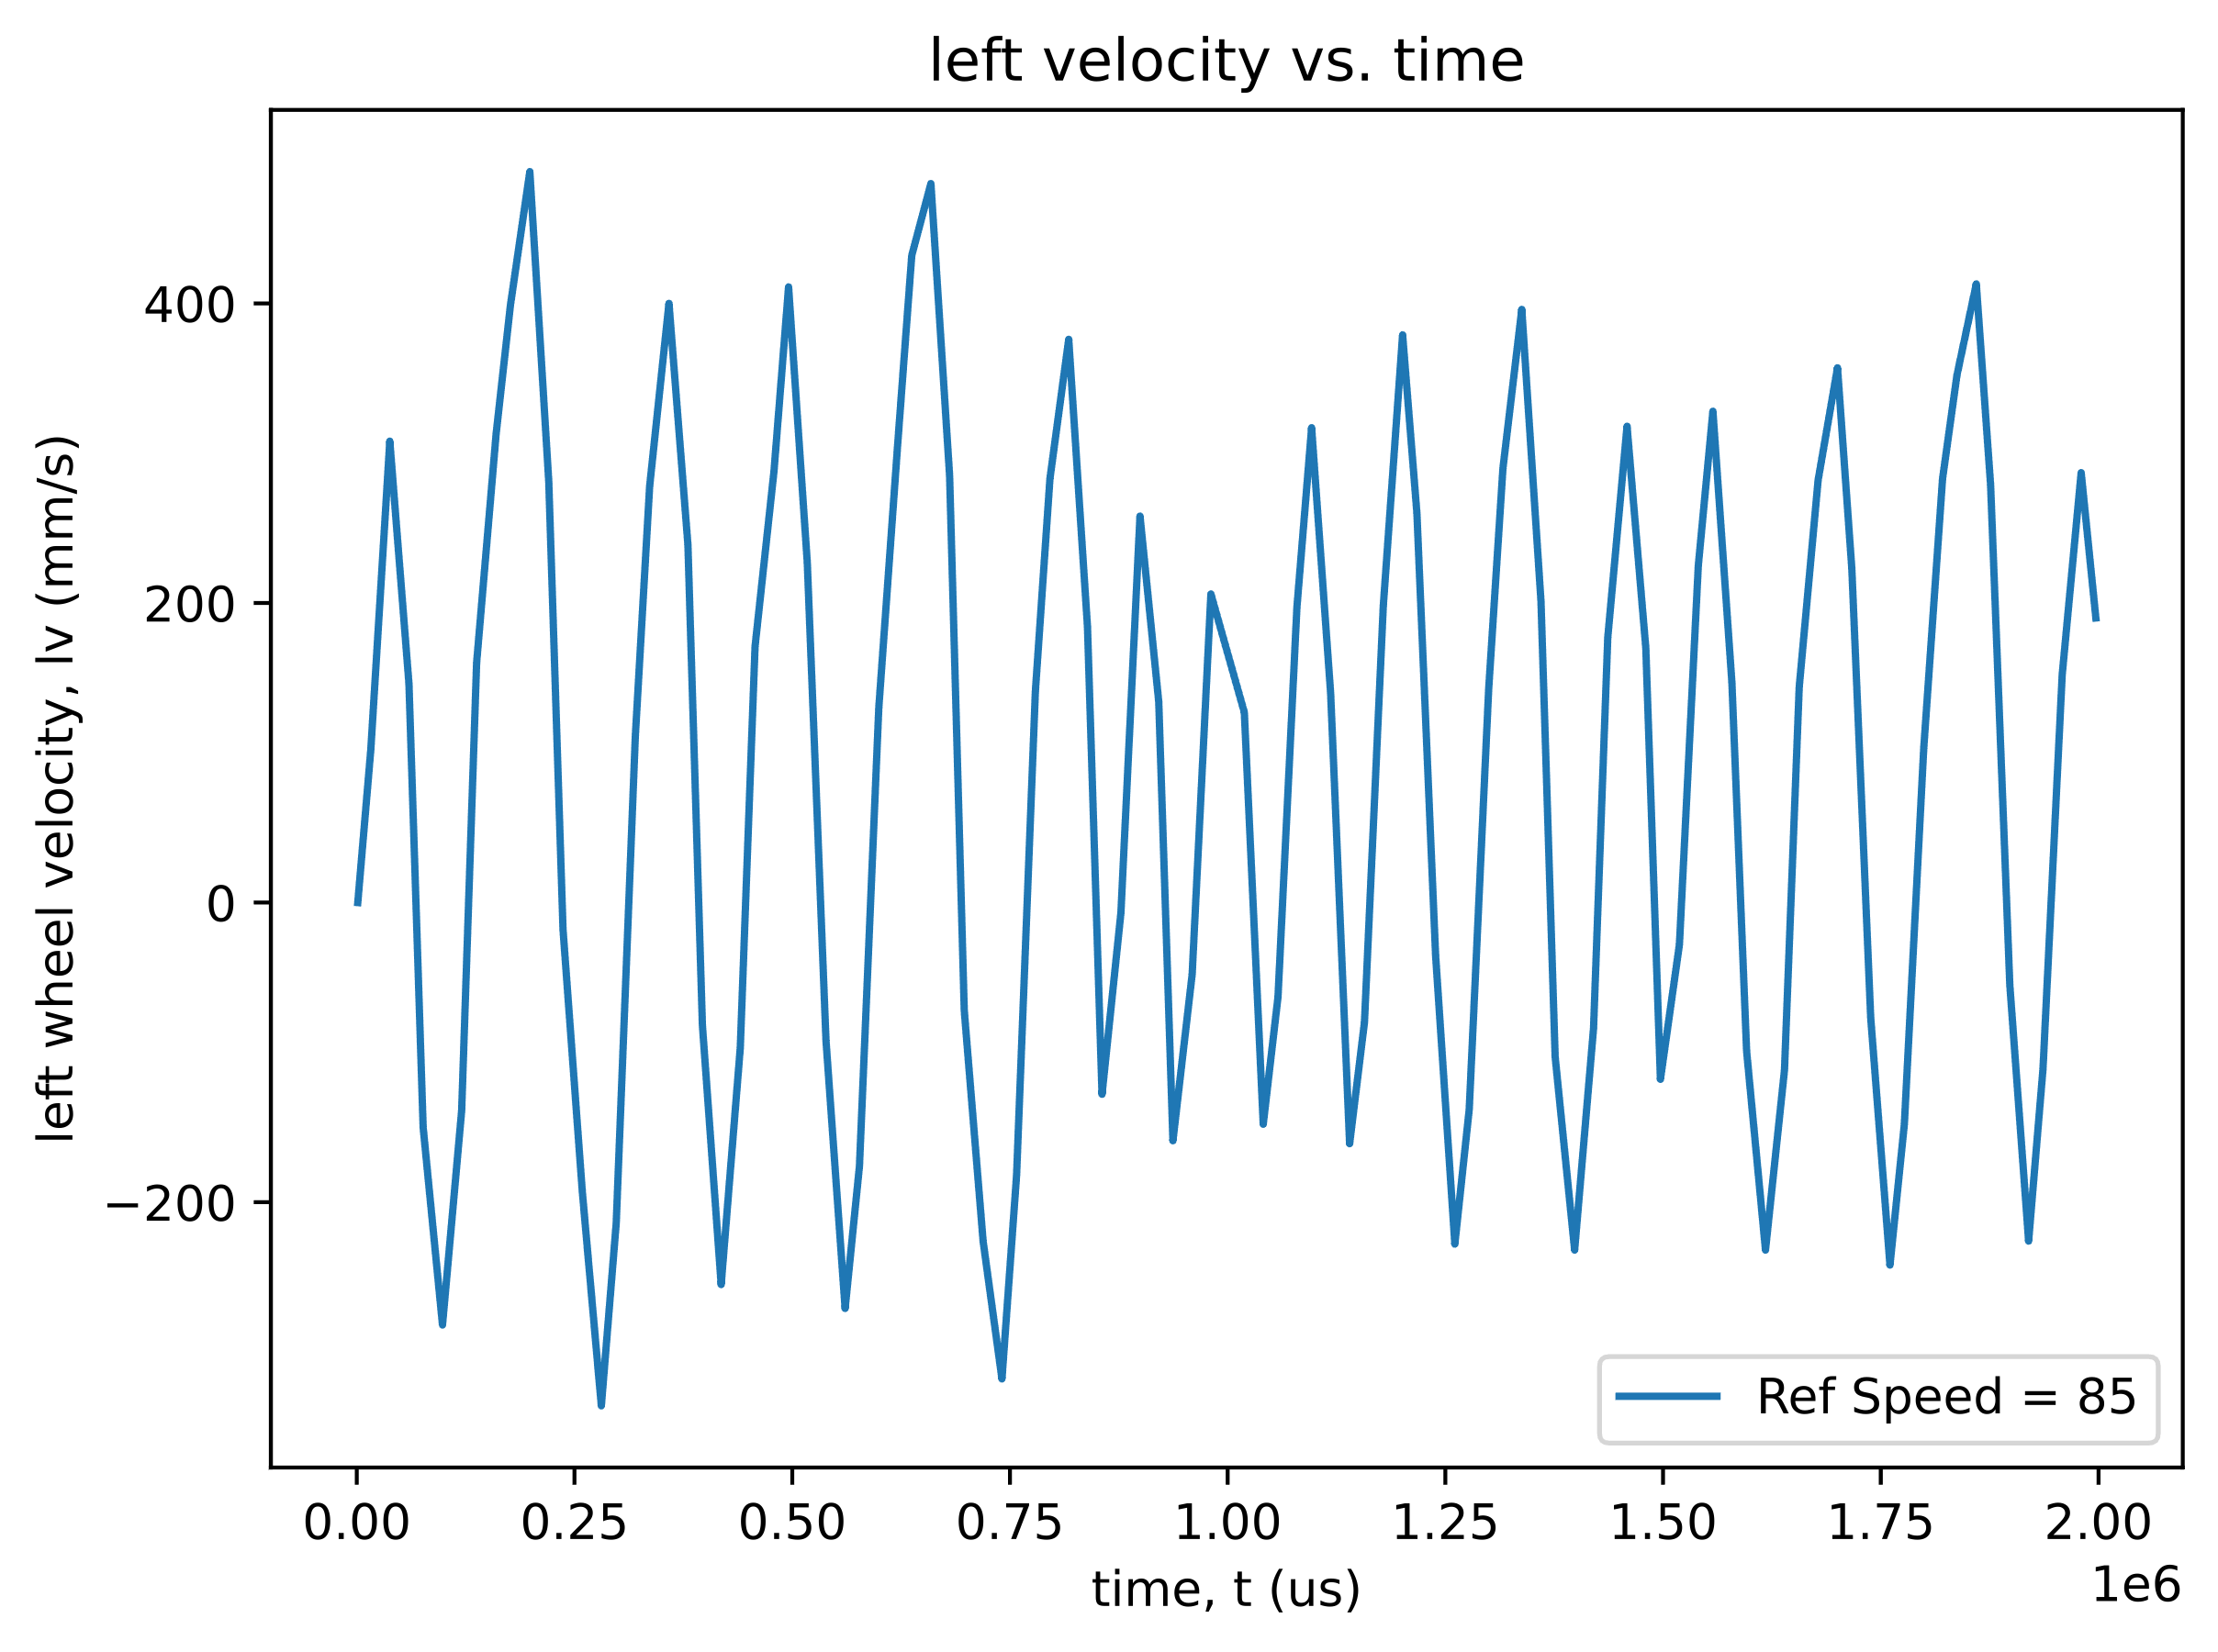 left velocity vs. time
left wheel velocity, lv (mm/s)
400
200
0
−200
Ref Speed = 85
0.00 0.25 0.50 0.75 1.00 1.25 1.50 1.75 2.00
1e6
time, t (us)